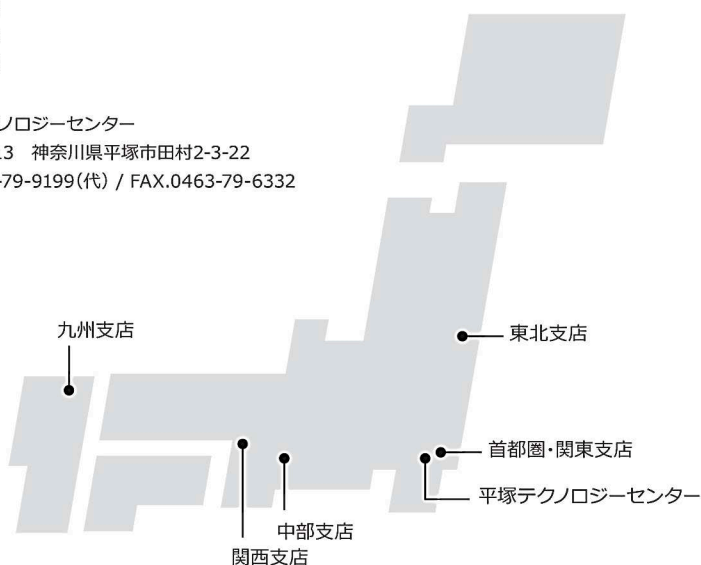 ノロジーセンター
13　神奈川県平塚市田村2-3-22
-79-9199(代) / FAX.0463-79-6332
九州支店
東北支店
首都圏・関東支店
平塚テクノロジーセンター
中部支店
関西支店